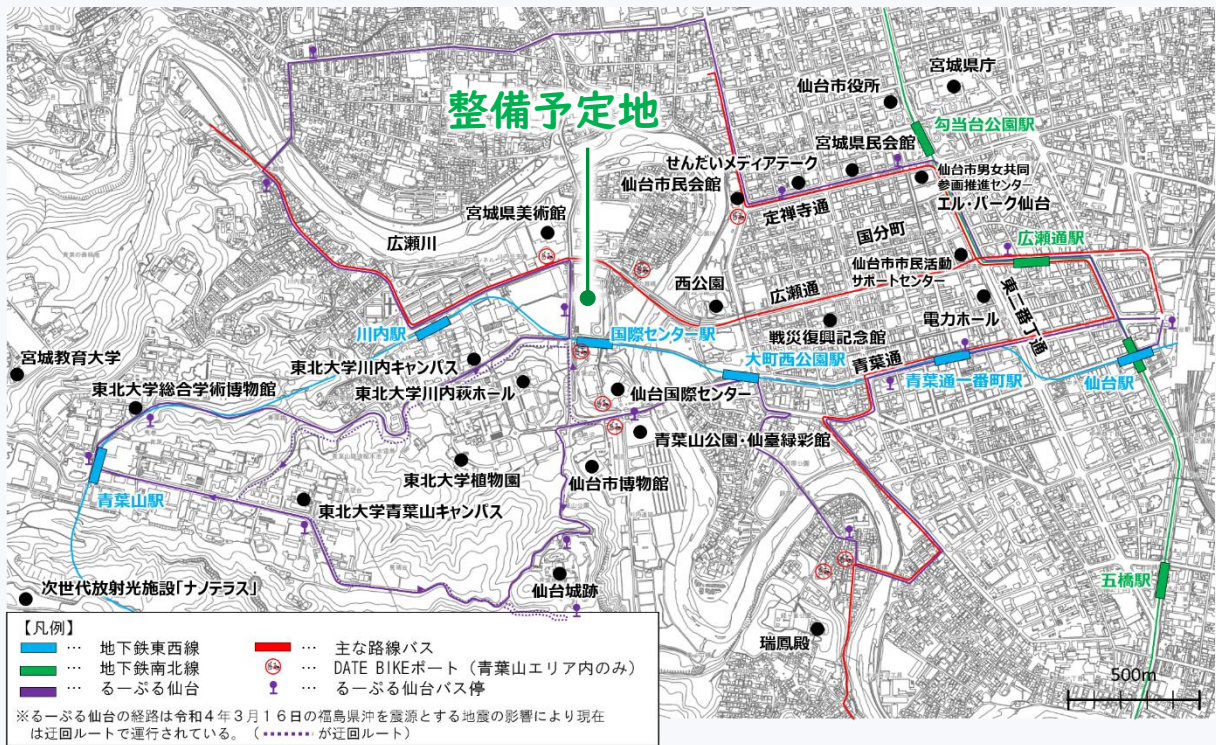 整備予定地
宮城県庁
仙台市役所
勾当台公園駅
宮城県民会館
せんだいメディアテーク
仙台市民会館
仙台市男女共同
参画推進センター
エル・パーク仙台
定禅寺通
宮城県美術館
広瀬川
国分町
広瀬通駅
西公園
広瀬通
仙台市市民活動
サポートセンター
東二番丁通
電力ホール
戦災復興記念館
川内駅
国際センター駅
大町西公園駅
青葉通
青葉通一番町駅
仙台駅
宮城教育大学
東北大学川内キャンパス
東北大学総合学術博物館
東北大学川内萩ホール
仙台国際センター
青葉山公園・仙臺緑彩館
東北大学植物園
仙台市博物館
青葉山駅
東北大学青葉山キャンパス
仙台城跡
五橋駅
次世代放射光施設「ナノテラス」
瑞鳳殿
500m
【凡例】
… 地下鉄東西線
… 主な路線バス
… 地下鉄南北線
… DATE BIKEポート（青葉山エリア内のみ）
… るーぷる仙台
… るーぷる仙台バス停
※るーぷる仙台の経路は令和４年３月１６日の福島県沖を震源とする地震の影響により現在
は迂回ルートで運行されている。（ が迂回ルート）